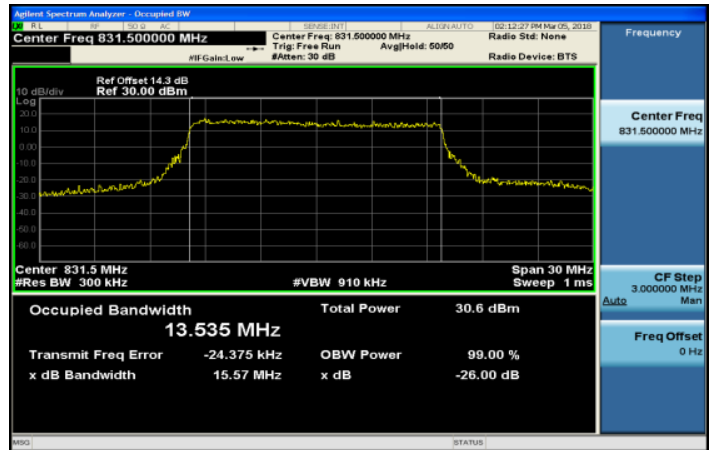 Agilent Spectrum Analyzer - Occupied BW
RL RF 50 Ω AC SENSE:INT ALIGN AUTO 02:12:27 PM Mar 05, 2018
Center Freq 831.500000 MHz
Center Freq: 831.500000 MHz
Radio Std: None
Trig: Free Run Avg|Hold: 50/50
#IFGain:Low
#Atten: 30 dB
Radio Device: BTS
Frequency
Ref Offset 14.3 dB
10 dB/div Ref 30.00 dBm
Log
20.0
10.0
0.00
-10.0
-20.0
-30.0
-40.0
-50.0
-60.0
Center 831.5 MHz Span 30 MHz
#Res BW 300 kHz #VBW 910 kHz Sweep 1 ms
Occupied Bandwidth Total Power 30.6 dBm
13.535 MHz
Transmit Freq Error -24.375 kHz OBW Power 99.00 %
x dB Bandwidth 15.57 MHz x dB -26.00 dB
Center Freq
831.500000 MHz
CF Step
3.000000 MHz
Auto Man
Freq Offset
0 Hz
MSG STATUS